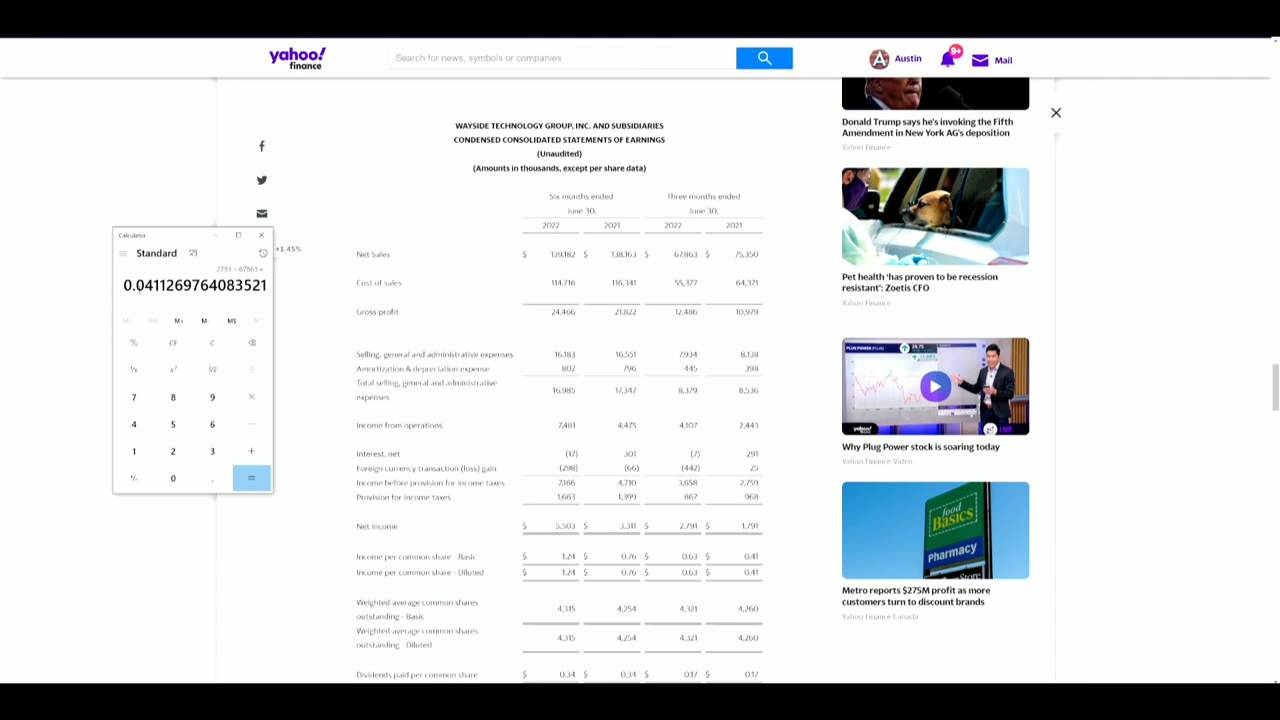 yahoo!
finance
Search for news, symbols or companies
Austin
9+
Mail
WAYSIDE TECHNOLOGY GROUP, INC. AND SUBSIDIARIES
CONDENSED CONSOLIDATED STATEMENTS OF EARNINGS
(Unaudited)
(Amounts in thousands, except per share data)
Six months ended Three months ended
June 30, June 30,
2022 2021 2022 2021
Net Sales $ 139,182 $ 138,163 $ 67,863 $ 75,350
Cost of sales 114,716 116,341 55,377 64,371
Gross profit 24,466 21,822 12,486 10,979
Selling, general and administrative expenses 16,183 16,551 7,934 8,138
Amortization & depreciation expense 802 796 445 398
Total selling, general and administrative
expenses 16,985 17,347 8,379 8,536
Income from operations 7,481 4,475 4,107 2,443
Interest, net (17) 301 (7) 291
Foreign currency transaction (loss) gain (298) (66) (442) 25
Income before provision for income taxes 7,166 4,710 3,658 2,759
Provision for income taxes 1,663 1,399 867 968
Net income $ 5,503 $ 3,311 $ 2,791 $ 1,791
Income per common share - Basic $ 1.24 $ 0.76 $ 0.63 $ 0.41
Income per common share - Diluted $ 1.24 $ 0.76 $ 0.63 $ 0.41
Weighted average common shares
outstanding - Basic 4,315 4,254 4,321 4,260
Weighted average common shares
outstanding - Diluted 4,315 4,254 4,321 4,260
Dividends paid per common share $ 0.34 $ 0.34 $ 0.17 $ 0.17
+1.45%
Calculator
Standard
2791 ÷ 67863 =
0.0411269764083521
MC MR M+ M- MS M˅
% CE C
¹/x x² ²√x ÷
7 8 9 ×
4 5 6 −
1 2 3 +
+/- 0 . =
Donald Trump says he's invoking the Fifth
Amendment in New York AG's deposition
Yahoo Finance
Pet health 'has proven to be recession
resistant': Zoetis CFO
Yahoo Finance
PLUG POWER (PLUG)
yahoo!
LIVE
Why Plug Power stock is soaring today
Yahoo Finance Video
food
Basics
Pharmacy
Store
Metro reports $275M profit as more
customers turn to discount brands
Yahoo Finance Canada